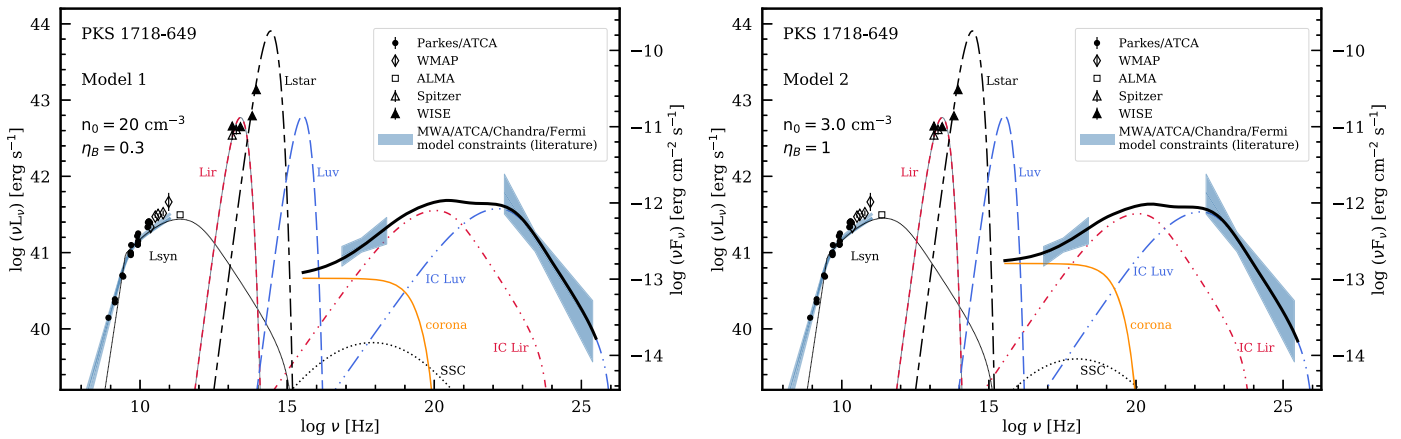 PKS 1718-649
Model 1
n₀ = 20 cm⁻³
η_B = 0.3
Parkes/ATCA
WMAP
ALMA
Spitzer
WISE
MWA/ATCA/Chandra/Fermi
model constraints (literature)
Lstar
Lir
Luv
Lsyn
IC Luv
corona
IC Lir
SSC
44
43
42
41
40
log (νL_ν) [erg s⁻¹]
10
15
20
25
log ν [Hz]
−10
−11
−12
−13
−14
log (νF_ν) [erg cm⁻² s⁻¹]
PKS 1718-649
Model 2
n₀ = 3.0 cm⁻³
η_B = 1
Parkes/ATCA
WMAP
ALMA
Spitzer
WISE
MWA/ATCA/Chandra/Fermi
model constraints (literature)
Lstar
Lir
Luv
Lsyn
IC Luv
corona
IC Lir
SSC
44
43
42
41
40
log (νL_ν) [erg s⁻¹]
10
15
20
25
log ν [Hz]
−10
−11
−12
−13
−14
log (νF_ν) [erg cm⁻² s⁻¹]